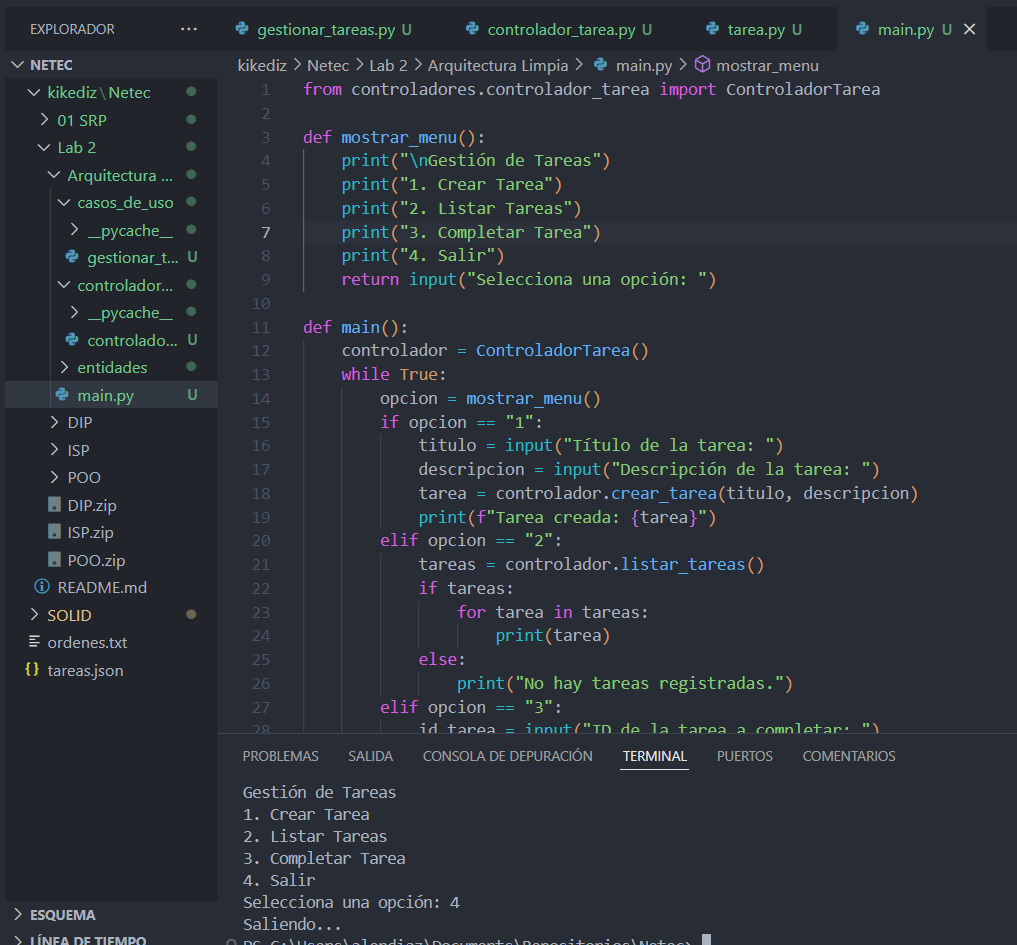 EXPLORADOR ...
NETEC
kikediz\Netec
01 SRP
Lab 2
Arquitectura ...
casos_de_uso
__pycache__
gestionar_t... U
controlador...
__pycache__
controlado... U
entidades
main.py U
DIP
ISP
POO
DIP.zip
ISP.zip
POO.zip
README.md
SOLID
ordenes.txt
tareas.json
ESQUEMA
LÍNEA DE TIEMPO
gestionar_tareas.py U controlador_tarea.py U tarea.py U main.py U
kikediz > Netec > Lab 2 > Arquitectura Limpia > main.py > mostrar_menu
1 from controladores.controlador_tarea import ControladorTarea
2
3 def mostrar_menu():
4 print("\nGestión de Tareas")
5 print("1. Crear Tarea")
6 print("2. Listar Tareas")
7 print("3. Completar Tarea")
8 print("4. Salir")
9 return input("Selecciona una opción: ")
10
11 def main():
12 controlador = ControladorTarea()
13 while True:
14 opcion = mostrar_menu()
15 if opcion == "1":
16 titulo = input("Título de la tarea: ")
17 descripcion = input("Descripción de la tarea: ")
18 tarea = controlador.crear_tarea(titulo, descripcion)
19 print(f"Tarea creada: {tarea}")
20 elif opcion == "2":
21 tareas = controlador.listar_tareas()
22 if tareas:
23 for tarea in tareas:
24 print(tarea)
25 else:
26 print("No hay tareas registradas.")
27 elif opcion == "3":
28 id_tarea = input("ID de la tarea a completar: ")
PROBLEMAS SALIDA CONSOLA DE DEPURACIÓN TERMINAL PUERTOS COMENTARIOS
Gestión de Tareas
1. Crear Tarea
2. Listar Tareas
3. Completar Tarea
4. Salir
Selecciona una opción: 4
Saliendo...